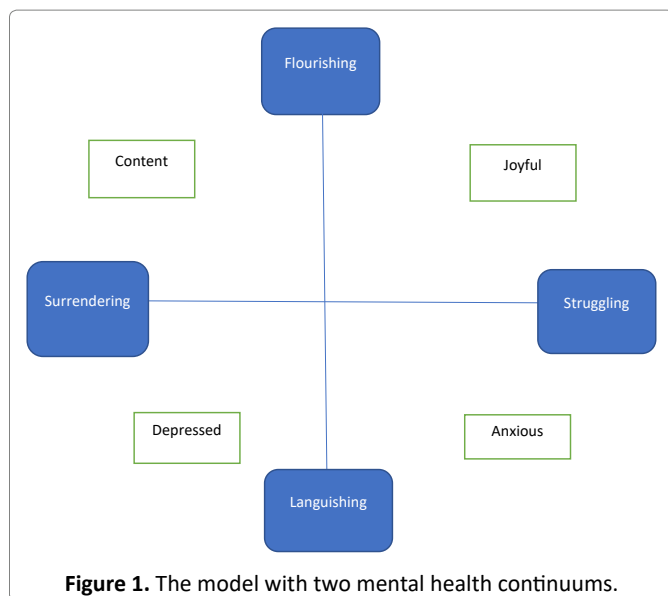 Flourishing
Content
Joyful
Surrendering
Struggling
Depressed
Anxious
Languishing
Figure 1. The model with two mental health continuums.